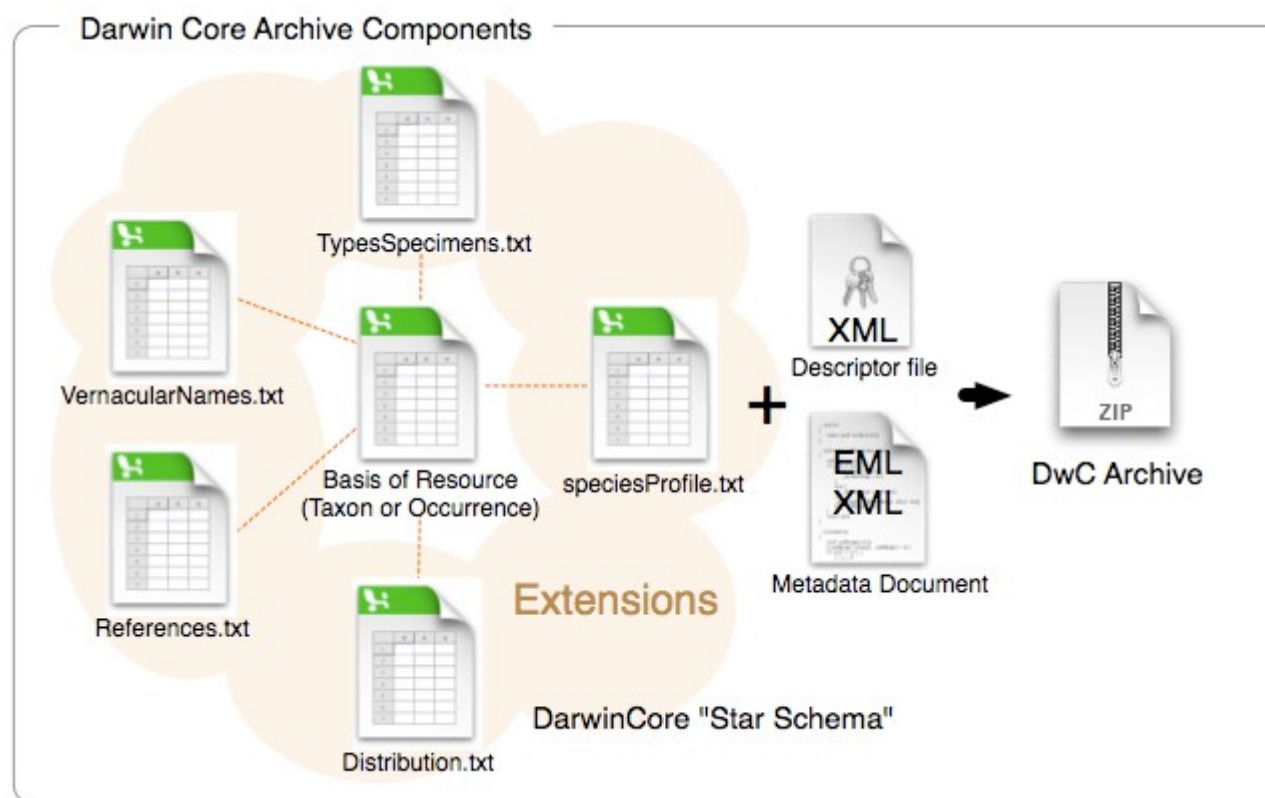 Darwin Core Archive Components
TypesSpecimens.txt
VernacularNames.txt
Basis of Resource
(Taxon or Occurrence)
speciesProfile.txt
References.txt
Extensions
Distribution.txt
DarwinCore "Star Schema"
+
XML
Descriptor file
EML
XML
Metadata Document
ZIP
DwC Archive